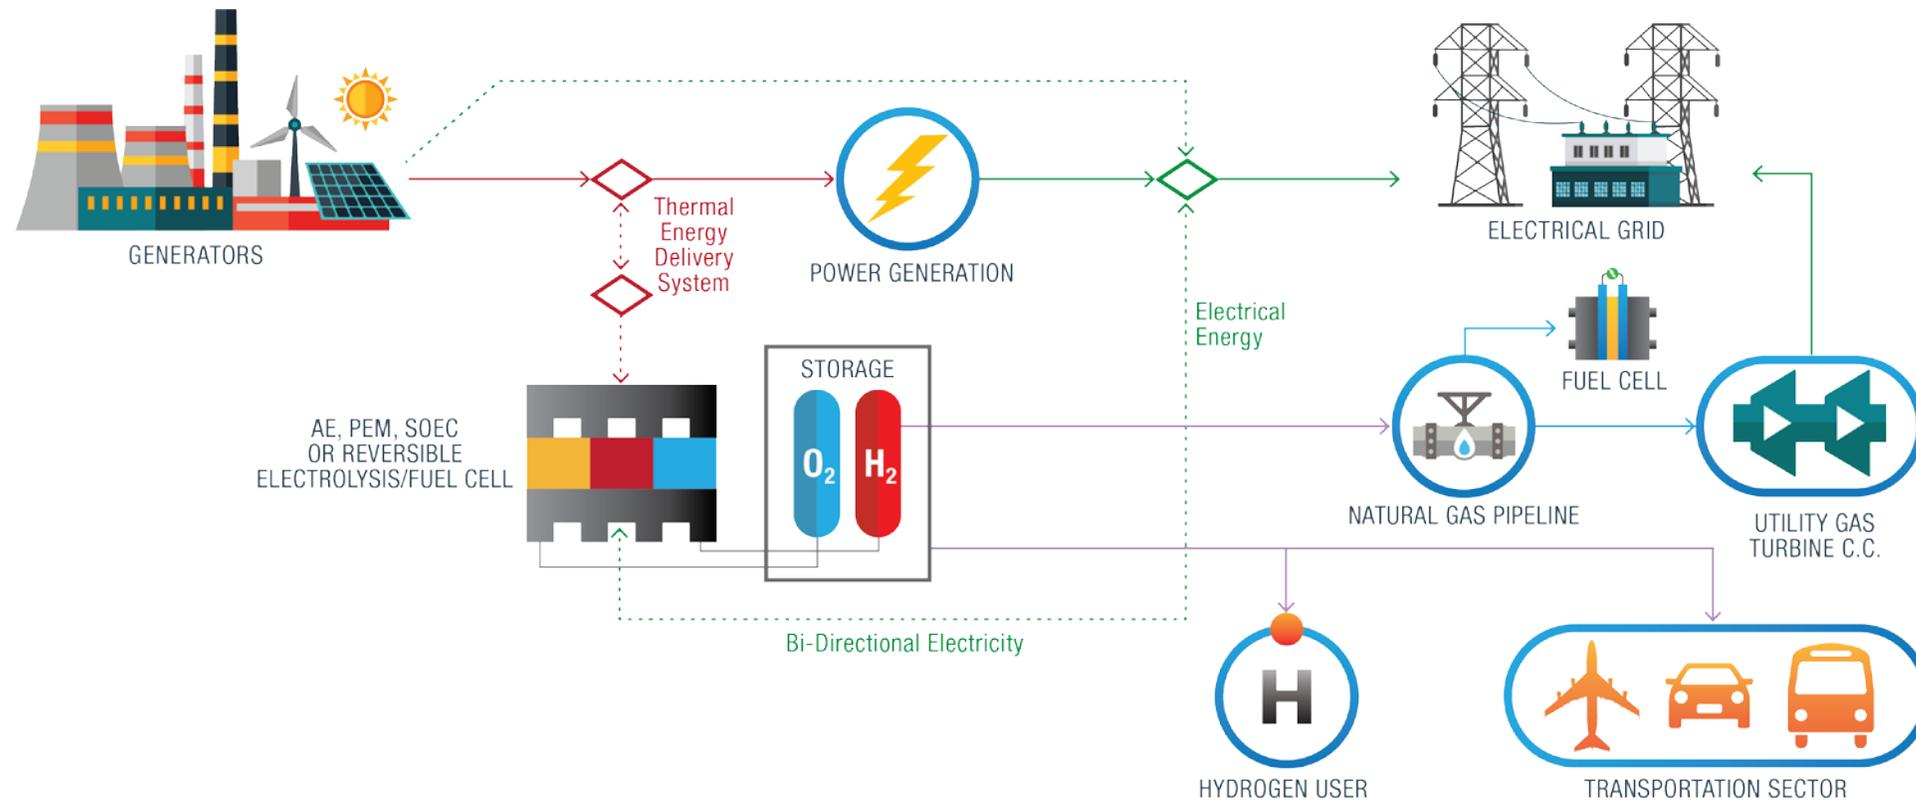 GENERATORS
Thermal
Energy
Delivery
System
POWER GENERATION
ELECTRICAL GRID
Electrical
Energy
FUEL CELL
STORAGE
O2
H2
AE, PEM, SOEC
OR REVERSIBLE
ELECTROLYSIS/FUEL CELL
NATURAL GAS PIPELINE
UTILITY GAS
TURBINE C.C.
Bi-Directional Electricity
H
HYDROGEN USER
TRANSPORTATION SECTOR